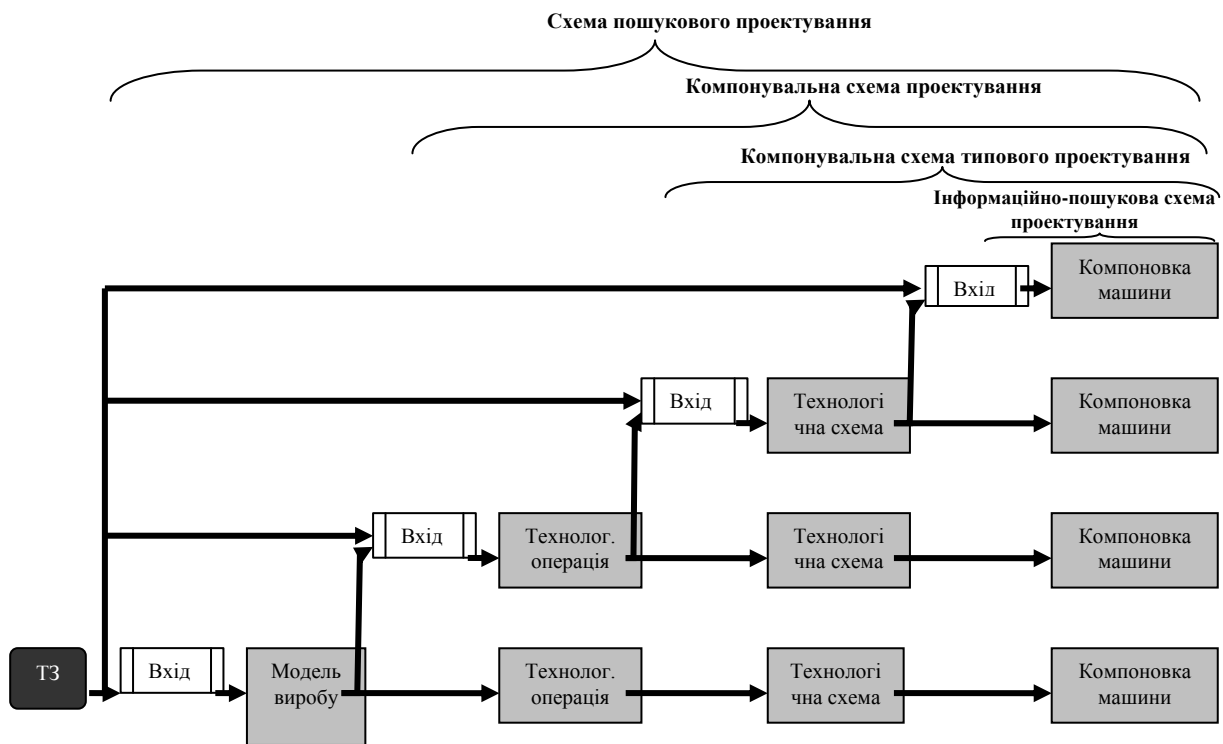 Схема пошукового проектування
Компонувальна схема проектування
Компонувальна схема типового проектування
Інформаційно-пошукова схема
проектування
Вхід
Компоновка
машини
Вхід
Технологі
чна схема
Компоновка
машини
Вхід
Технолог.
операція
Технологі
чна схема
Компоновка
машини
ТЗ
Вхід
Модель
виробу
Технолог.
операція
Технологі
чна схема
Компоновка
машини